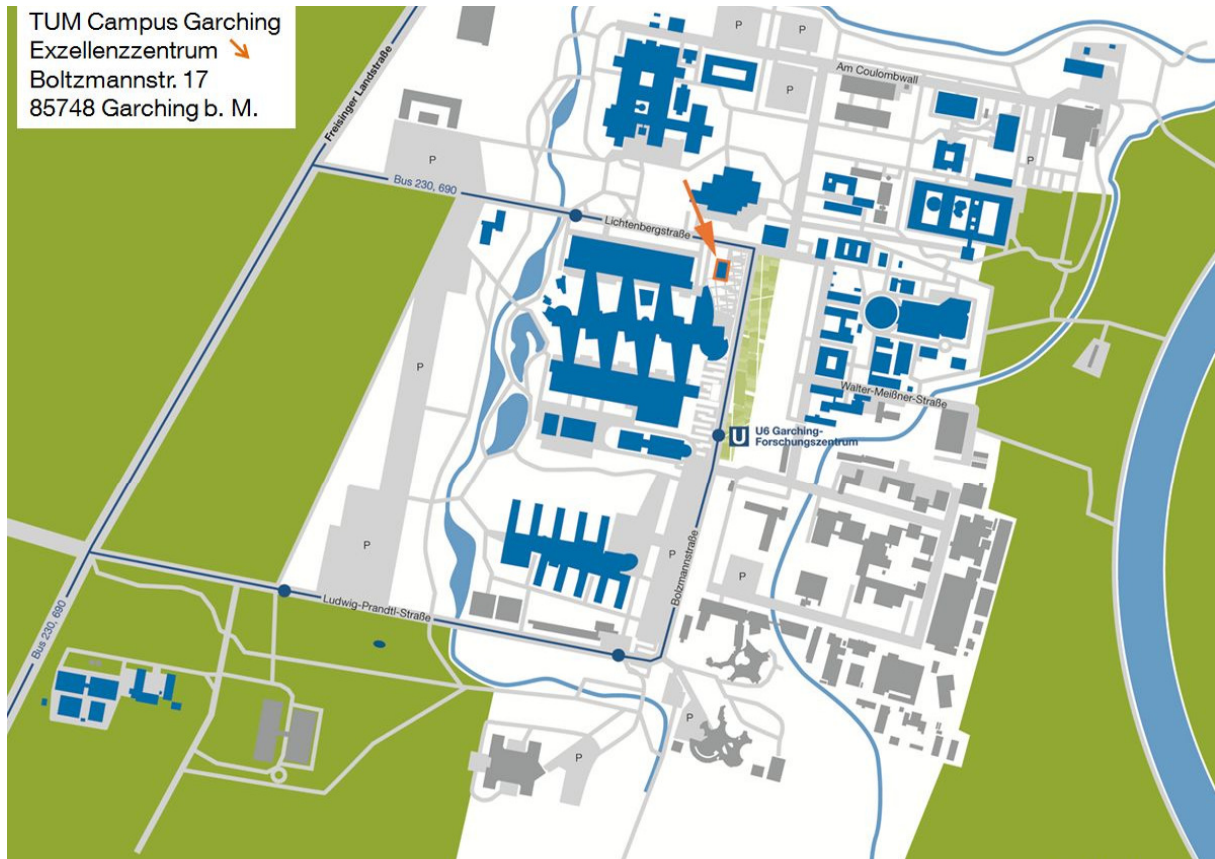 TUM Campus Garching
Exzellenzzentrum
Boltzmannstr. 17
85748 Garching b. M.
Freisinger Landstraße
P
P
Am Coulombwall
P
P
P
Bus 230, 690
Lichtenbergstraße
P
Walter-Meißner-Straße
U
U6 Garching-
Forschungszentrum
P
P
P
Bolzmannstraße
Ludwig-Prandtl-Straße
Bus 230, 690
P
P